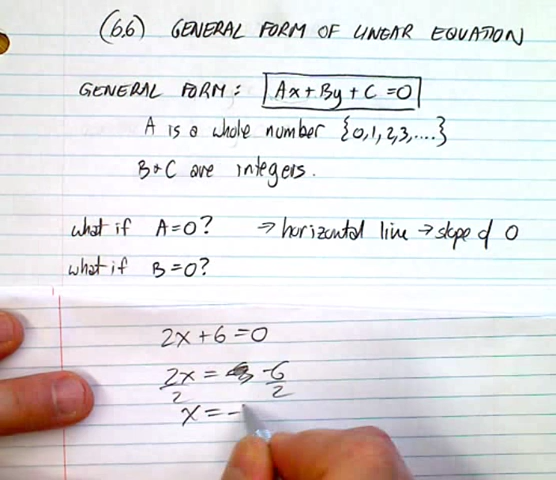 (6.6) GENERAL FORM OF LINEAR EQUATION
GENERAL FORM: Ax + By + C = 0
A is a whole number {0,1,2,3,....}
B & C are integers.
what if A=0? → horizontal line → slope of 0
what if B=0?
2x + 6 = 0
2x/2 = -6/2
x = -